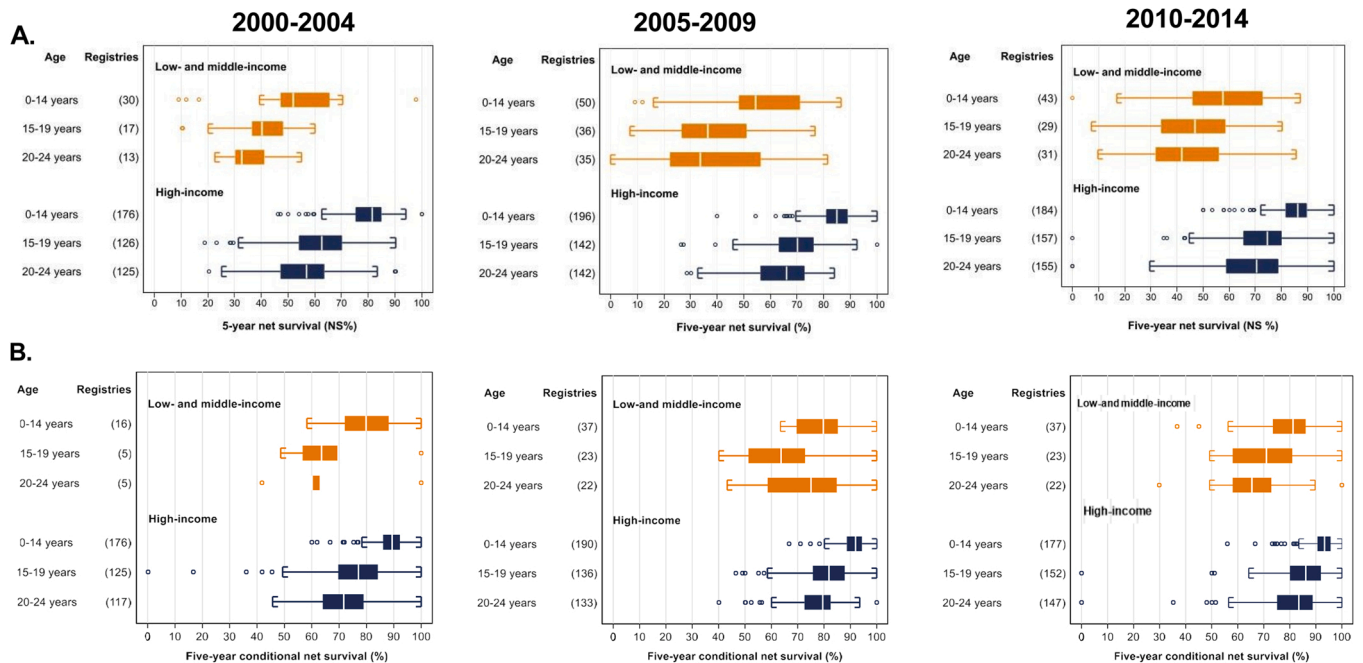 2000-2004 2005-2009 2010-2014
A.
Age Registries
Low- and middle-income
0-14 years (30)
15-19 years (17)
20-24 years (13)
High-income
0-14 years (176)
15-19 years (126)
20-24 years (125)
0 10 20 30 40 50 60 70 80 90 100
5-year net survival (NS%)
Age Registries
Low- and middle-income
0-14 years (50)
15-19 years (36)
20-24 years (35)
High-income
0-14 years (196)
15-19 years (142)
20-24 years (142)
0 10 20 30 40 50 60 70 80 90 100
Five-year net survival (%)
Age Registries
Low- and middle-income
0-14 years (43)
15-19 years (29)
20-24 years (31)
High-income
0-14 years (184)
15-19 years (157)
20-24 years (155)
0 10 20 30 40 50 60 70 80 90 100
Five-year net survival (NS %)
B.
Age Registries
Low- and middle-income
0-14 years (16)
15-19 years (5)
20-24 years (5)
High-income
0-14 years (176)
15-19 years (125)
20-24 years (117)
0 10 20 30 40 50 60 70 80 90 100
Five-year conditional net survival (%)
Age Registries
Low-and middle-income
0-14 years (37)
15-19 years (23)
20-24 years (22)
High-income
0-14 years (190)
15-19 years (136)
20-24 years (133)
0 10 20 30 40 50 60 70 80 90 100
Five-year conditional net survival (%)
Age Registries
Low-and middle-income
0-14 years (37)
15-19 years (23)
20-24 years (22)
High-income
0-14 years (177)
15-19 years (152)
20-24 years (147)
0 10 20 30 40 50 60 70 80 90 100
Five-year conditional net survival (%)